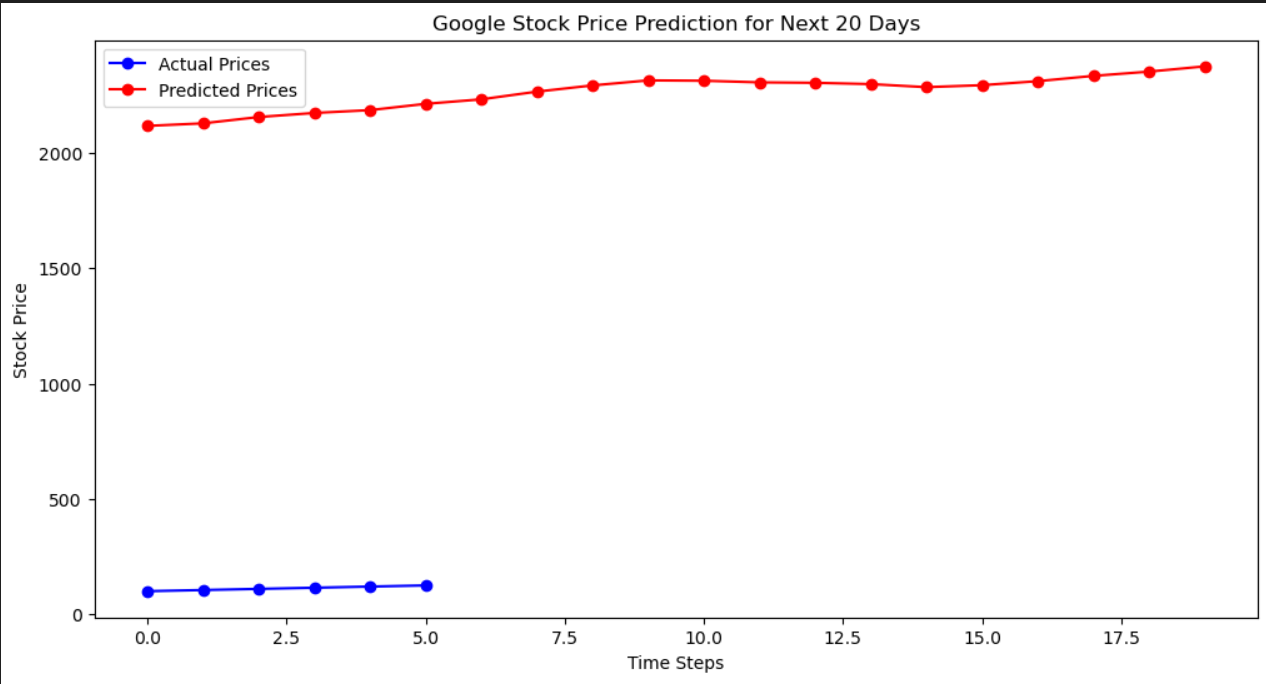 Google Stock Price Prediction for Next 20 Days
Actual Prices
Predicted Prices
2000
1500
1000
500
0
Stock Price
0.0 2.5 5.0 7.5 10.0 12.5 15.0 17.5
Time Steps